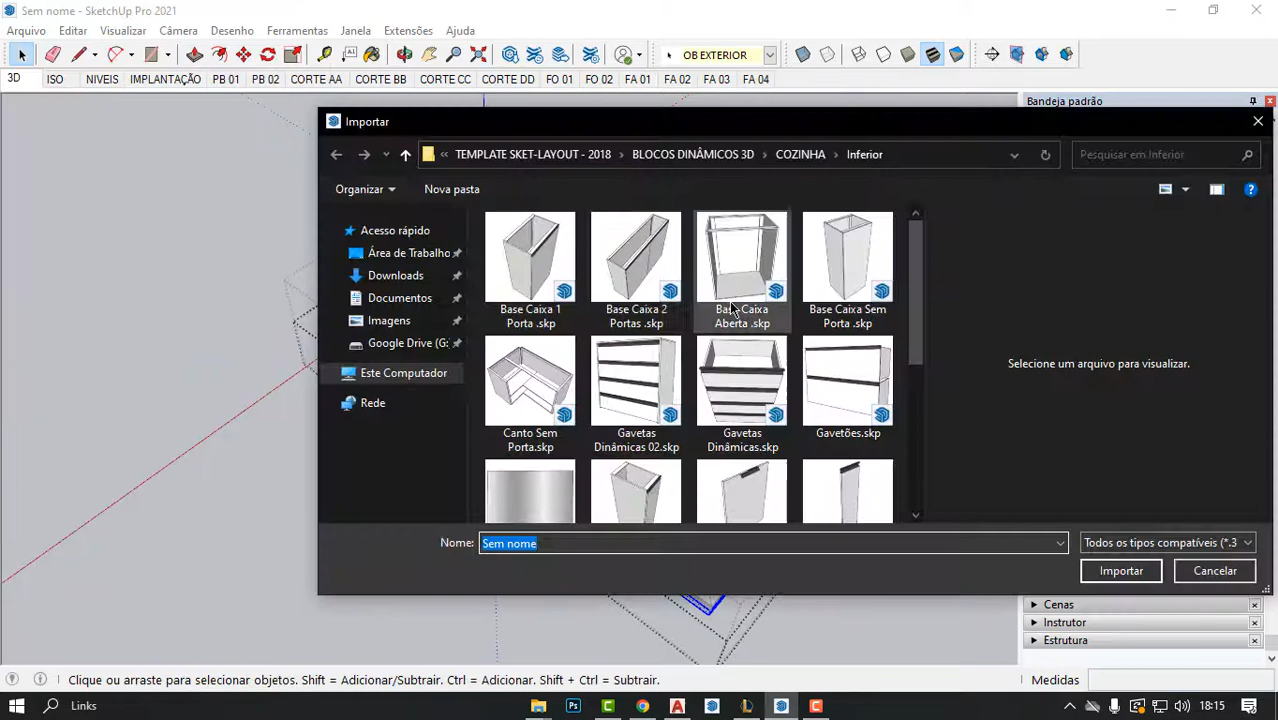 Sem nome - SketchUp Pro 2021
Arquivo Editar Visualizar Câmera Desenho Ferramentas Janela Extensões Ajuda
OB EXTERIOR
3D ISO NIVEIS IMPLANTAÇÃO PB 01 PB 02 CORTE AA CORTE BB CORTE CC CORTE DD FO 01 FO 02 FA 01 FA 02 FA 03 FA 04
Bandeja padrão
Importar
« TEMPLATE SKET-LAYOUT - 2018 › BLOCOS DINÂMICOS 3D › COZINHA › Inferior
Pesquisar em Inferior
Organizar Nova pasta
Acesso rápido
Área de Trabalho
Downloads
Documentos
Imagens
Google Drive (G:
Este Computador
Rede
Base Caixa 1
Porta .skp
Base Caixa 2
Portas .skp
Base Caixa
Aberta .skp
Base Caixa Sem
Porta .skp
Canto Sem
Porta.skp
Gavetas
Dinâmicas 02.skp
Gavetas
Dinâmicas.skp
Gavetões.skp
Selecione um arquivo para visualizar.
Nome: Sem nome
Todos os tipos compatíveis (*.3
Importar Cancelar
Cenas
Instrutor
Estrutura
Clique ou arraste para selecionar objetos. Shift = Adicionar/Subtrair. Ctrl = Adicionar. Shift + Ctrl = Subtrair.
Medidas
Links
18:15